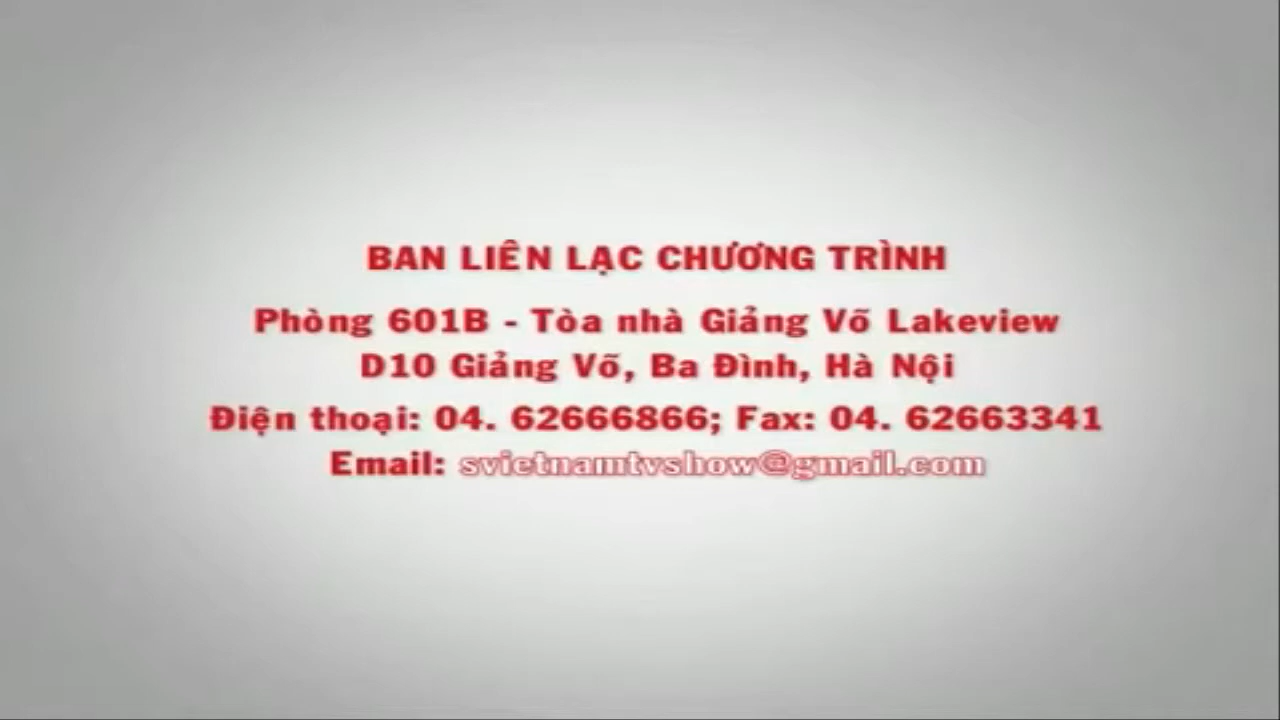 BAN LIÊN LẠC CHƯƠNG TRÌNH
Phòng 601B - Tòa nhà Giảng Võ Lakeview
D10 Giảng Võ, Ba Đình, Hà Nội
Điện thoại: 04. 62666866; Fax: 04. 62663341
Email: svietnamtvshow@gmail.com